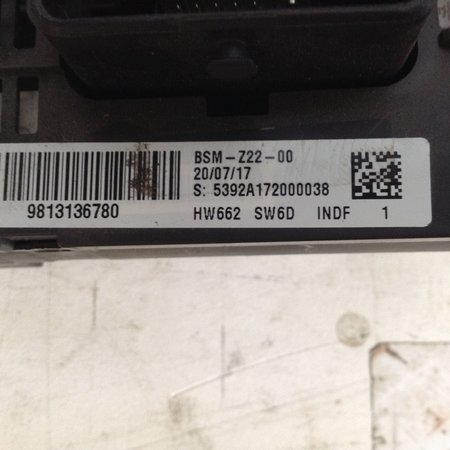 BSM-Z22-00
20/07/17
S: 5392A172000038
9813136780
HW662 SW6D INDF 1